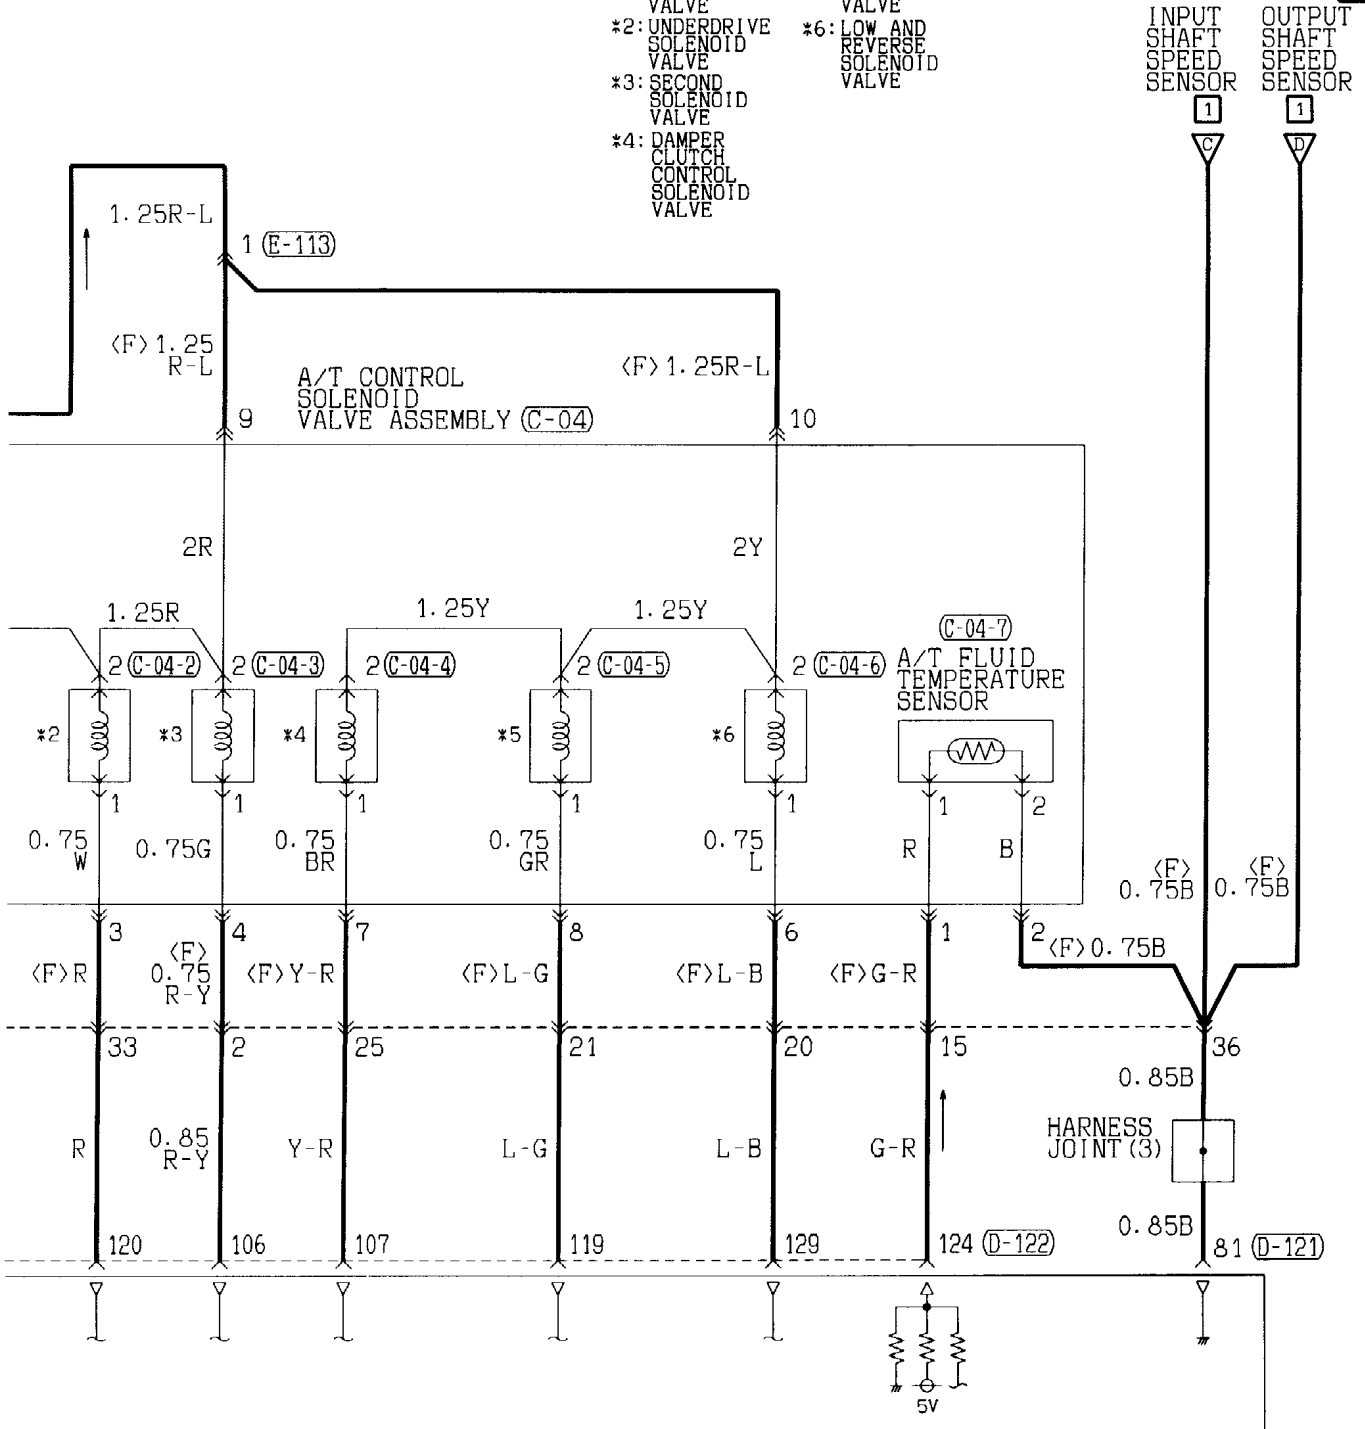 VALVE
*2: UNDERDRIVE
SOLENOID
VALVE
*3: SECOND
SOLENOID
VALVE
*4: DAMPER
CLUTCH
CONTROL
SOLENOID
VALVE
VALVE
*6: LOW AND
REVERSE
SOLENOID
VALVE
INPUT
SHAFT
SPEED
SENSOR
1
C
OUTPUT
SHAFT
SPEED
SENSOR
1
D
1.25R-L
1 (E-113)
<F>1.25
R-L
A/T CONTROL
SOLENOID
VALVE ASSEMBLY (C-04)
<F>1.25R-L
9
10
2R
2Y
1.25R
1.25Y
1.25Y
2 (C-04-2)
2 (C-04-3)
2 (C-04-4)
2 (C-04-5)
2 (C-04-6)
(C-04-7)
A/T FLUID
TEMPERATURE
SENSOR
*2
*3
*4
*5
*6
1
1
1
1
1
1
2
0.75
W
0.75G
0.75
BR
0.75
GR
0.75
L
R
B
<F>
0.75B
<F>
0.75B
3
4
7
8
6
1
2
<F>R
<F>
0.75
R-Y
<F>Y-R
<F>L-G
<F>L-B
<F>G-R
<F>0.75B
33
2
25
21
20
15
36
0.85B
R
0.85
R-Y
Y-R
L-G
L-B
G-R
HARNESS
JOINT(3)
0.85B
120
106
107
119
129
124 (D-122)
81 (D-121)
5V